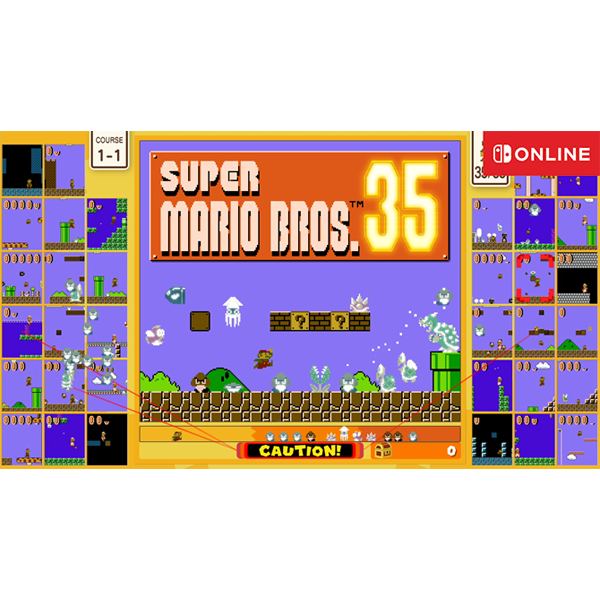 COURSE
1-1
ONLINE
SUPER
MARIO BROS.™
35
?
?
CAUTION!
0